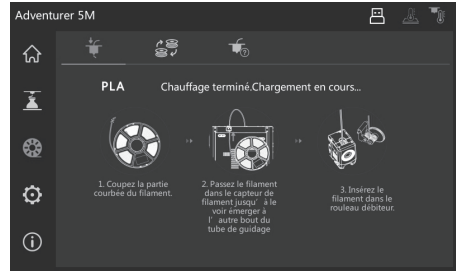 Adventurer 5M
PLA
Chauffage terminé.Chargement en cours...
1. Coupez la partie
courbée du filament.
2. Passez le filament
dans le capteur de
filament jusqu' à le
voir émerger à
l' autre bout du
tube de guidage
3. Insérez le
filament dans le
rouleau débiteur.